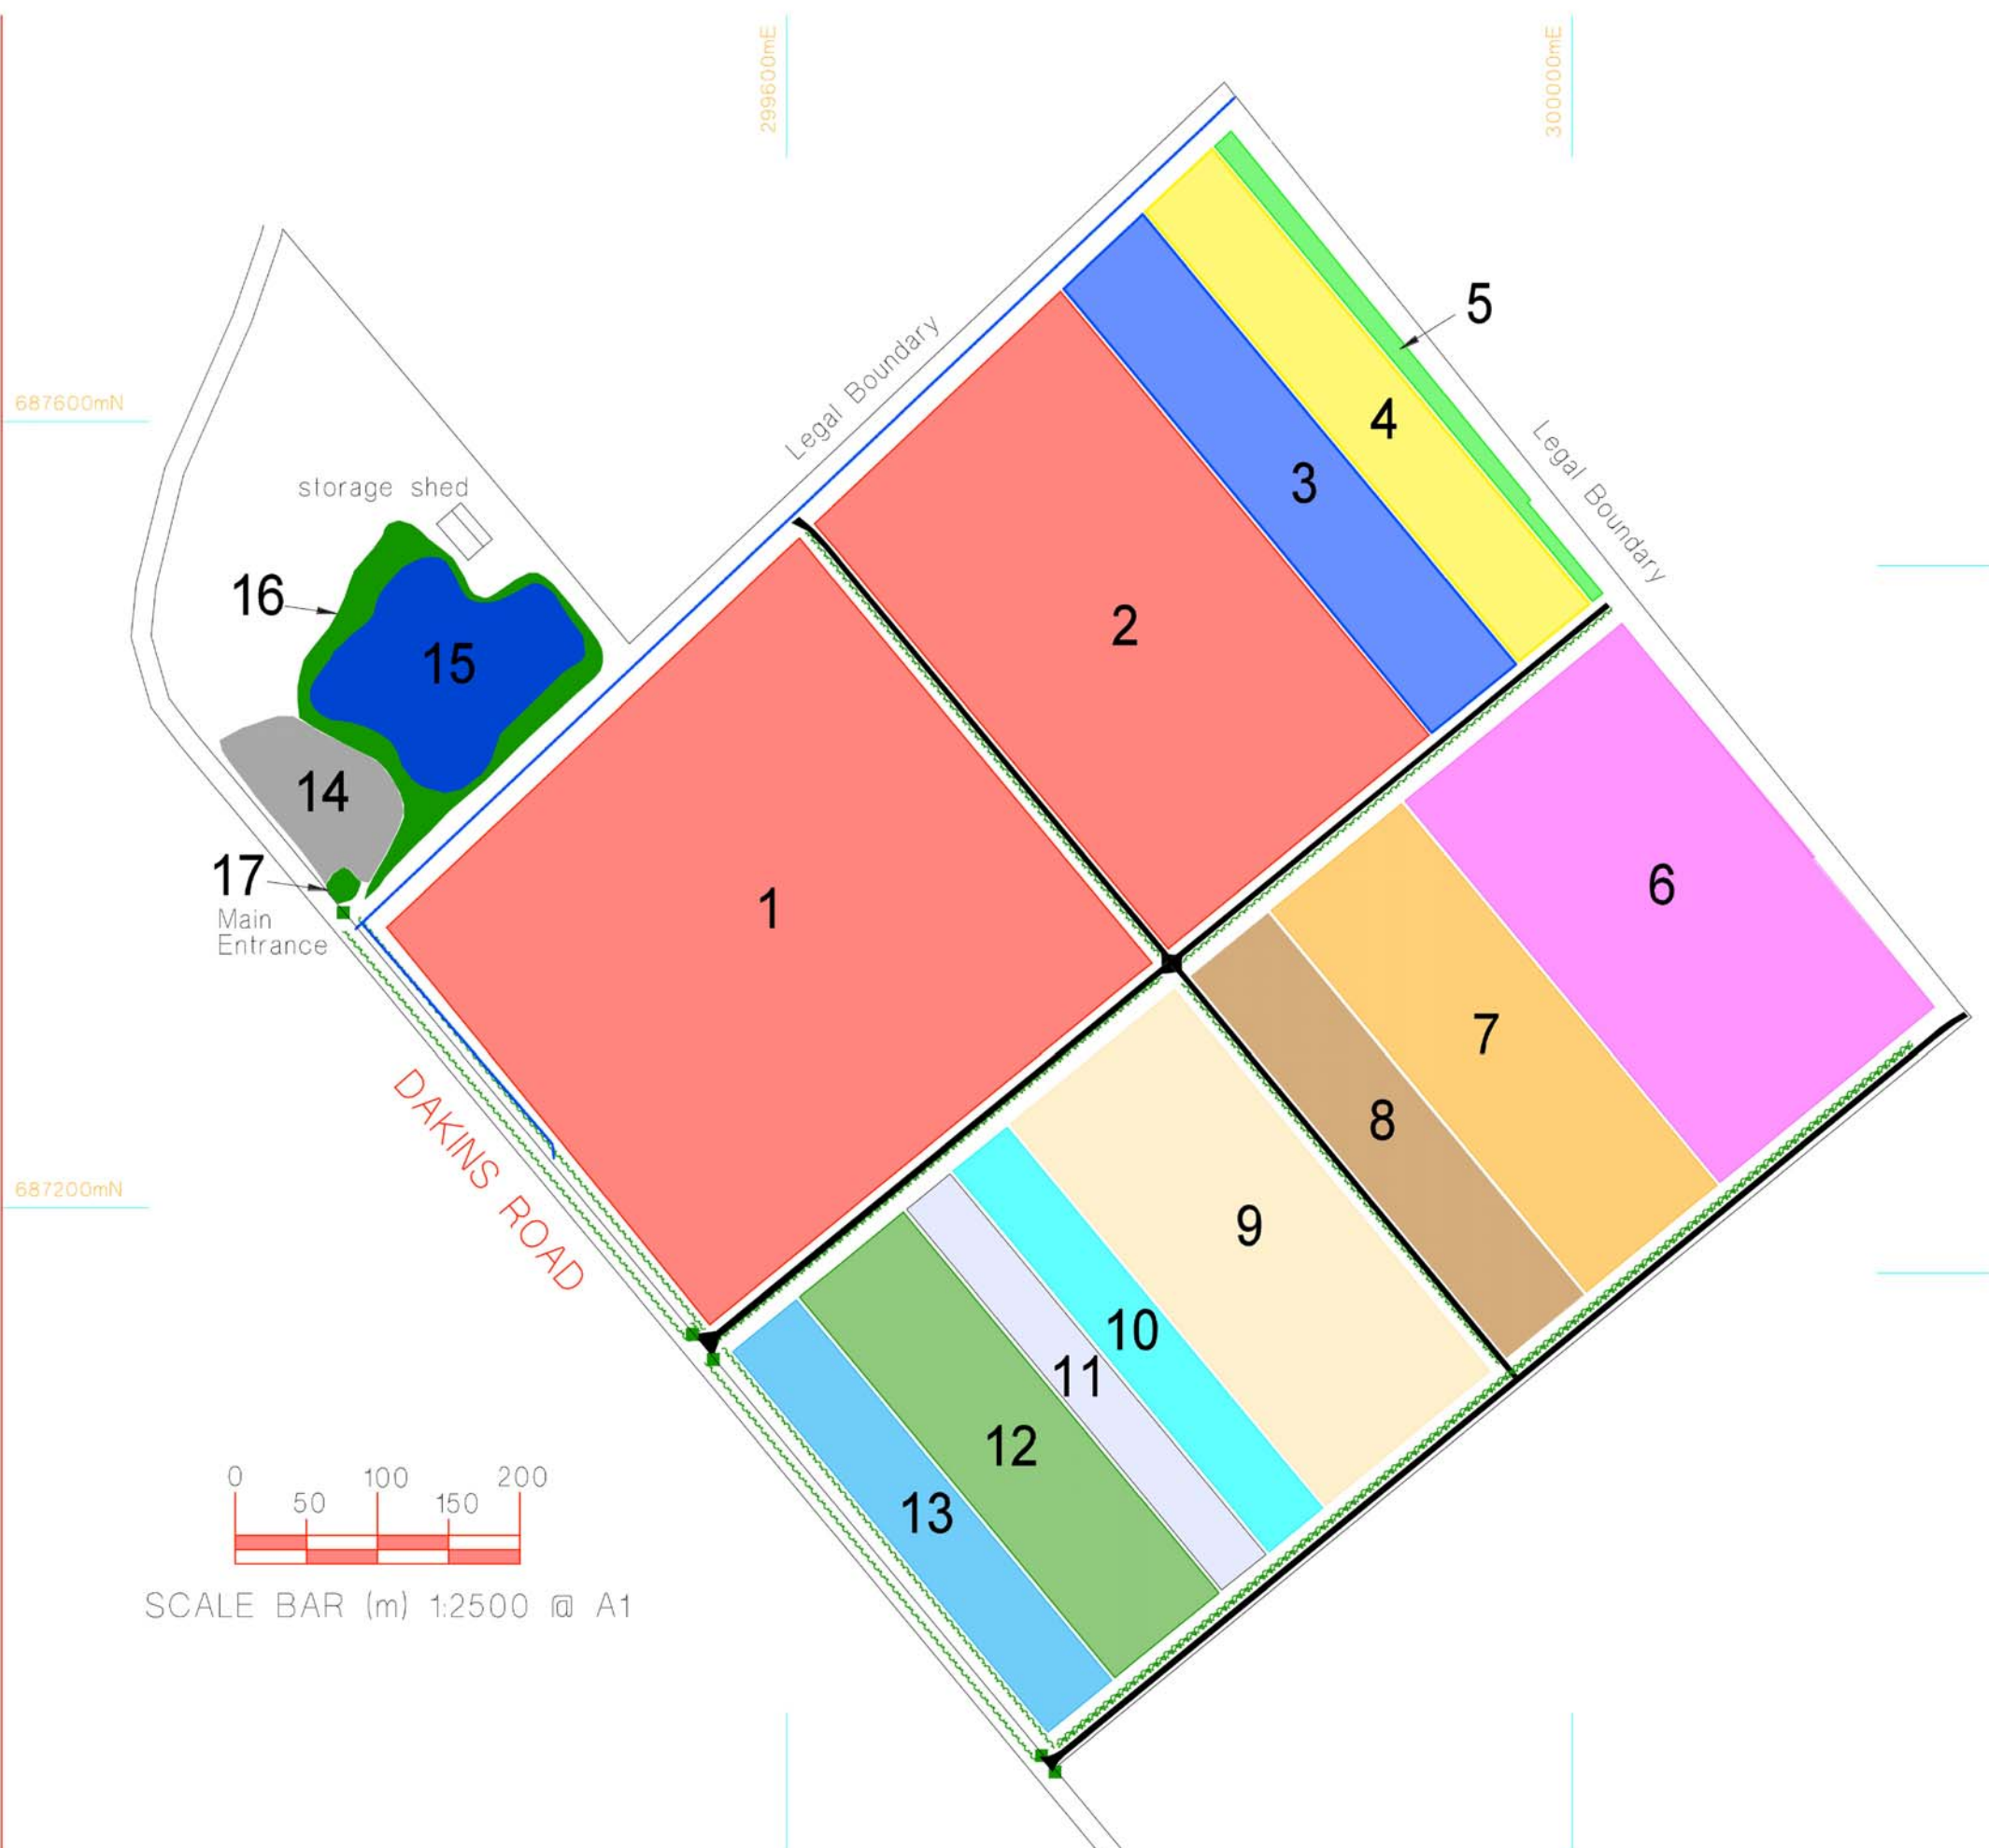 299600mE
300000mE
5
687600mN
Legal Boundary
4
Legal Boundary
storage shed
3
16
2
15
14
17
Main
Entrance
1
6
7
8
DAKINS ROAD
687200mN
9
10
11
12
13
0 100 200
50 150
SCALE BAR (m) 1:2500 @ A1